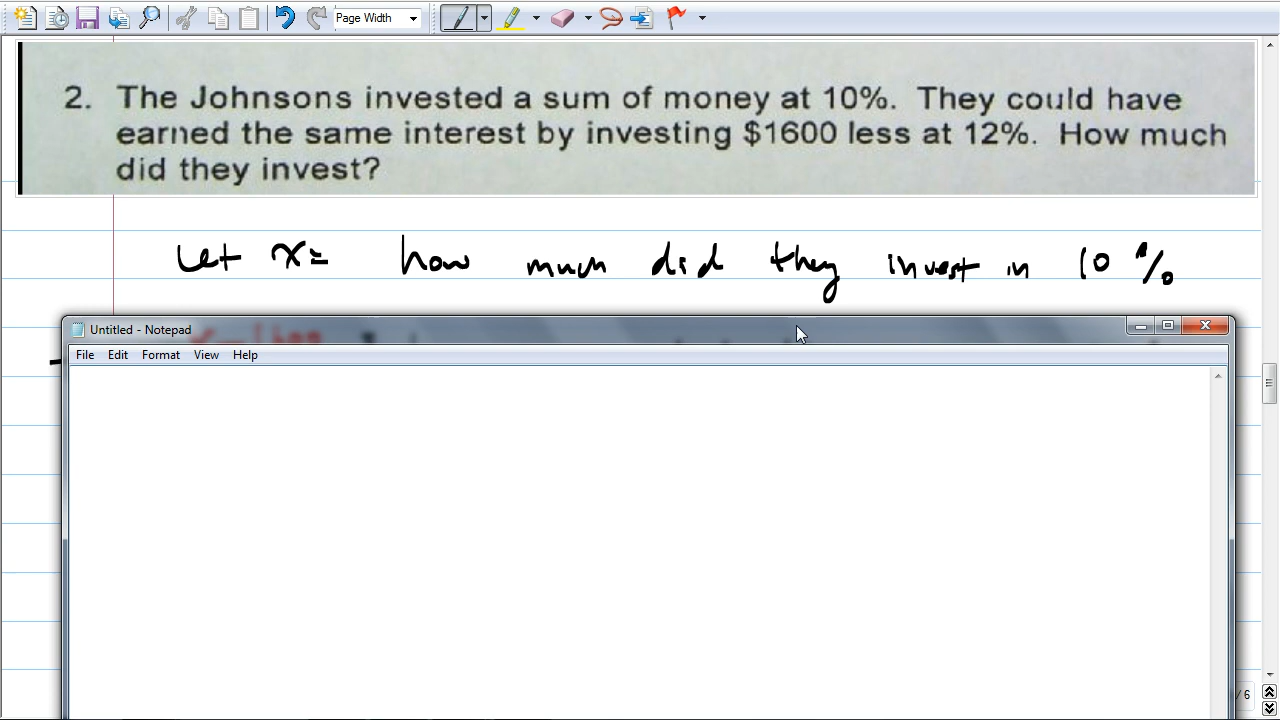 Page Width
2. The Johnsons invested a sum of money at 10%. They could have
earned the same interest by investing $1600 less at 12%. How much
did they invest?
Let x = how much did they invest in 10%
Untitled - Notepad
File Edit Format View Help
/ 6